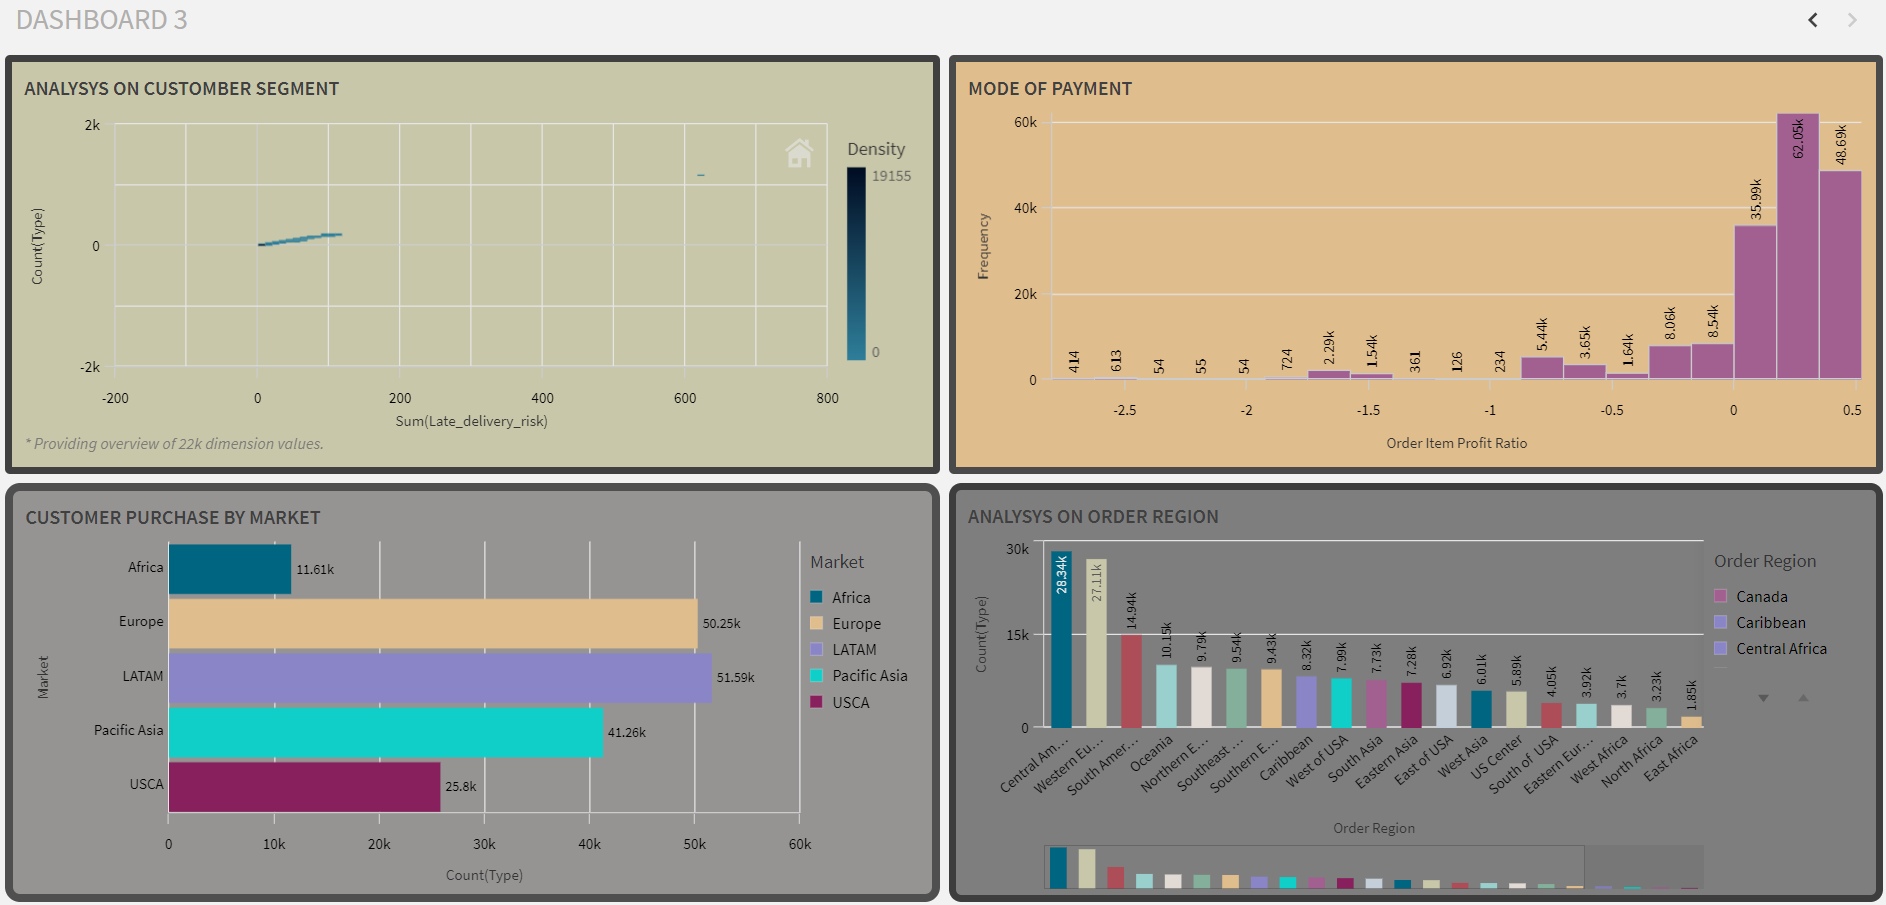 DASHBOARD 3
ANALYSYS ON CUSTOMBER SEGMENT
2k
0
-2k
Count(Type)
-200
0
200
400
600
800
Sum(Late_delivery_risk)
Density
19155
0
* Providing overview of 22k dimension values.
MODE OF PAYMENT
60k
40k
20k
0
Frequency
414
613
54
55
54
724
2.29k
1.54k
361
126
234
5.44k
3.65k
1.64k
8.06k
8.54k
35.99k
62.05k
48.69k
-2.5
-2
-1.5
-1
-0.5
0
0.5
Order Item Profit Ratio
CUSTOMER PURCHASE BY MARKET
Market
Africa
11.61k
Europe
50.25k
LATAM
51.59k
Pacific Asia
41.26k
USCA
25.8k
0
10k
20k
30k
40k
50k
60k
Count(Type)
Market
Africa
Europe
LATAM
Pacific Asia
USCA
ANALYSYS ON ORDER REGION
30k
15k
0
Count(Type)
28.34k
27.11k
14.94k
10.15k
9.79k
9.54k
9.43k
8.32k
7.99k
7.73k
7.28k
6.92k
6.01k
5.89k
4.05k
3.92k
3.7k
3.23k
1.85k
Central Am...
Western Eu...
South Amer...
Oceania
Northern E...
Southeast ...
Southern E...
Caribbean
West of USA
South Asia
Eastern Asia
East of USA
West Asia
US Center
South of USA
Eastern Eur...
West Africa
North Africa
East Africa
Order Region
Order Region
Canada
Caribbean
Central Africa